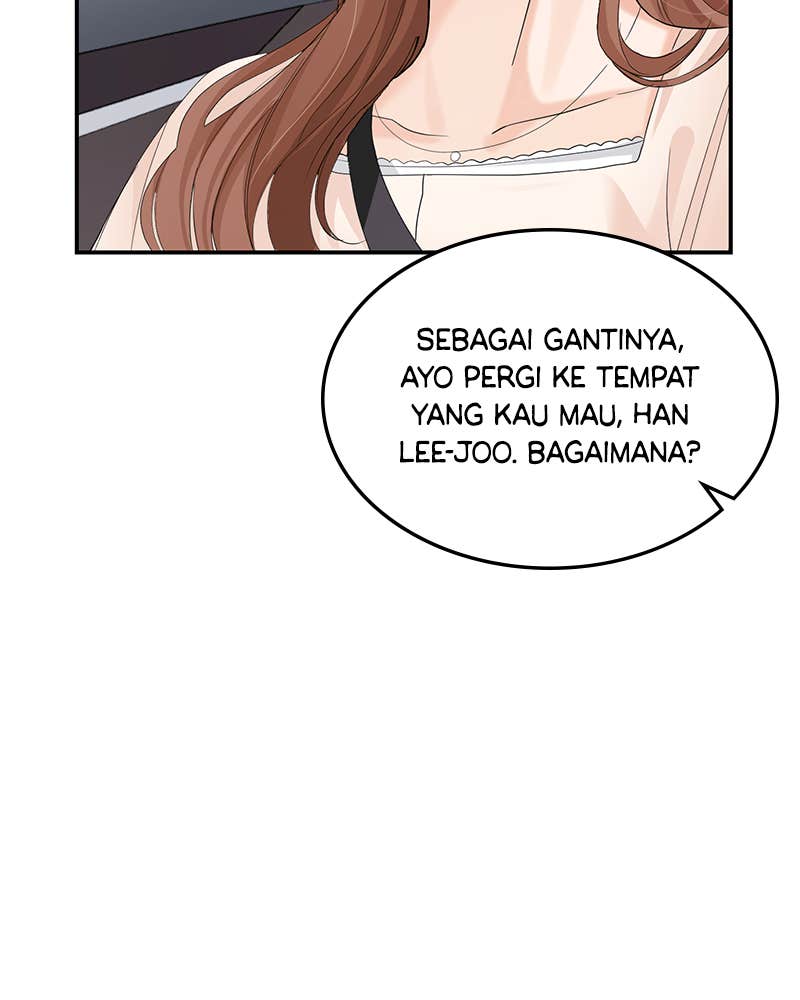 SEBAGAI GANTINYA,
AYO PERGI KE TEMPAT
YANG KAU MAU, HAN
LEE-JOO. BAGAIMANA?